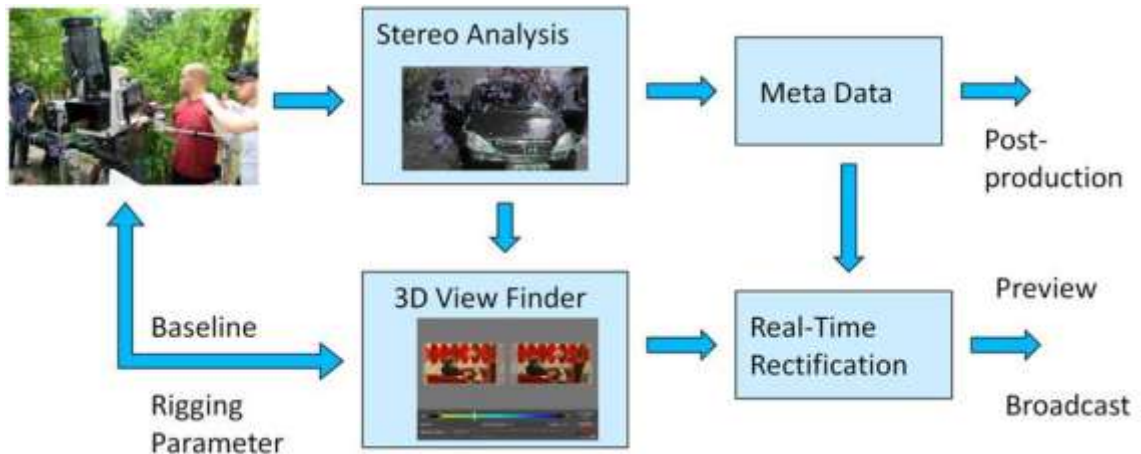 Stereo Analysis
Meta Data
Post-
production
3D View Finder
Baseline
Rigging
Parameter
Real-Time
Rectification
Preview
Broadcast